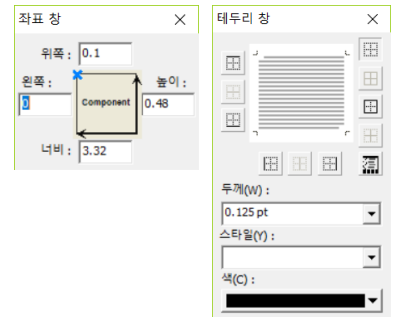 좌표 창
위쪽 : 0.1
왼쪽 :
높이 :
0
Component
0.48
너비 : 3.32
테두리 창
두께(W) :
0.125 pt
스타일(Y) :
색(C) :